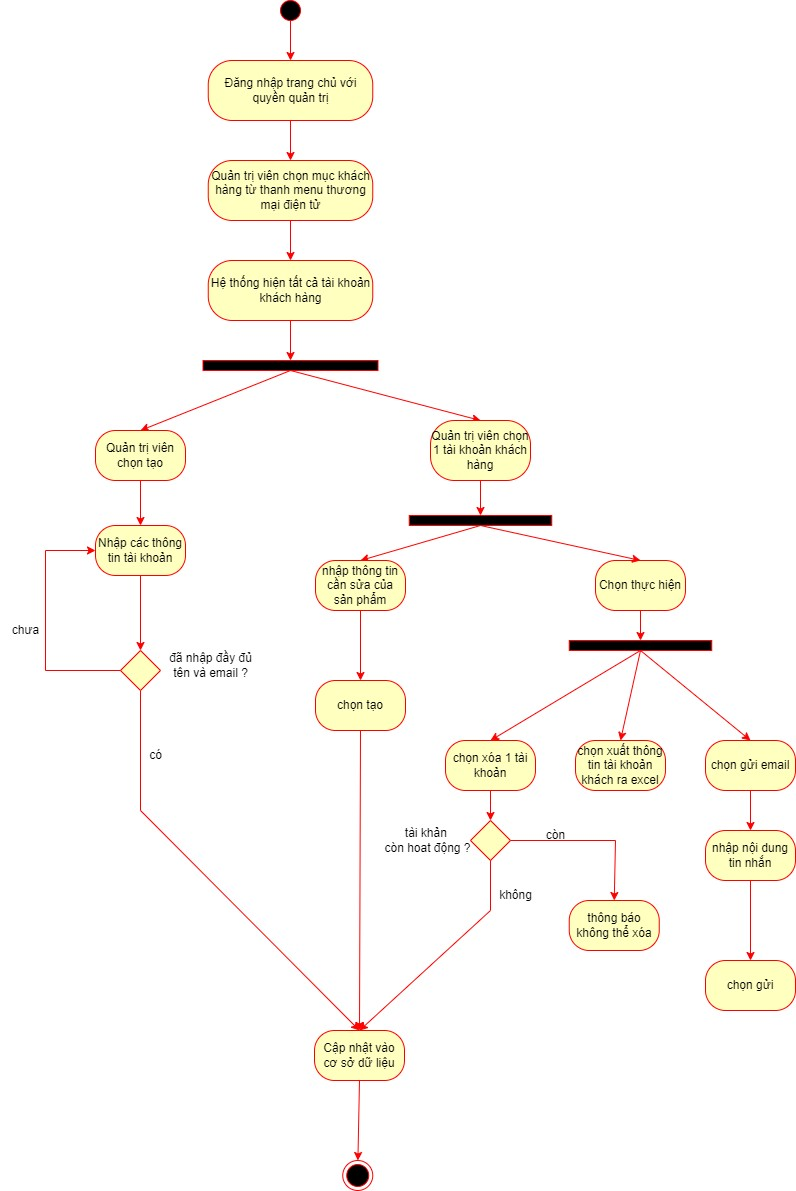 Đăng nhập trang chủ với
quyền quản trị
Quản trị viên chọn mục khách
hàng từ thanh menu thương
mại điện tử
Hệ thống hiện tất cả tài khoản
khách hàng
Quản trị viên
chọn tạo
Quản trị viên chọn
1 tài khoản khách
hàng
Nhập các thông
tin tài khoản
nhập thông tin
cần sửa của
sản phẩm
Chọn thực hiện
chưa
đã nhập đầy đủ
tên và email ?
chọn tạo
có
chọn xóa 1 tài
khoản
chọn xuất thông
tin tài khoản
khách ra excel
chọn gửi email
tài khản
còn hoat động ?
còn
nhập nội dung
tin nhắn
không
thông báo
không thể xóa
chọn gửi
Cập nhật vào
cơ sở dữ liệu